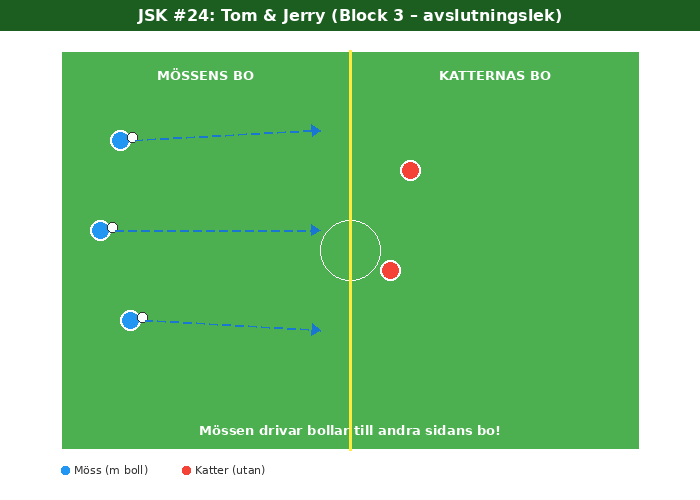 JSK #24: Tom & Jerry (Block 3 – avslutningslek)
MÖSSENS BO
KATTERNAS BO
Mössen drivar bollar till andra sidans bo!
Möss (m boll)
Katter (utan)